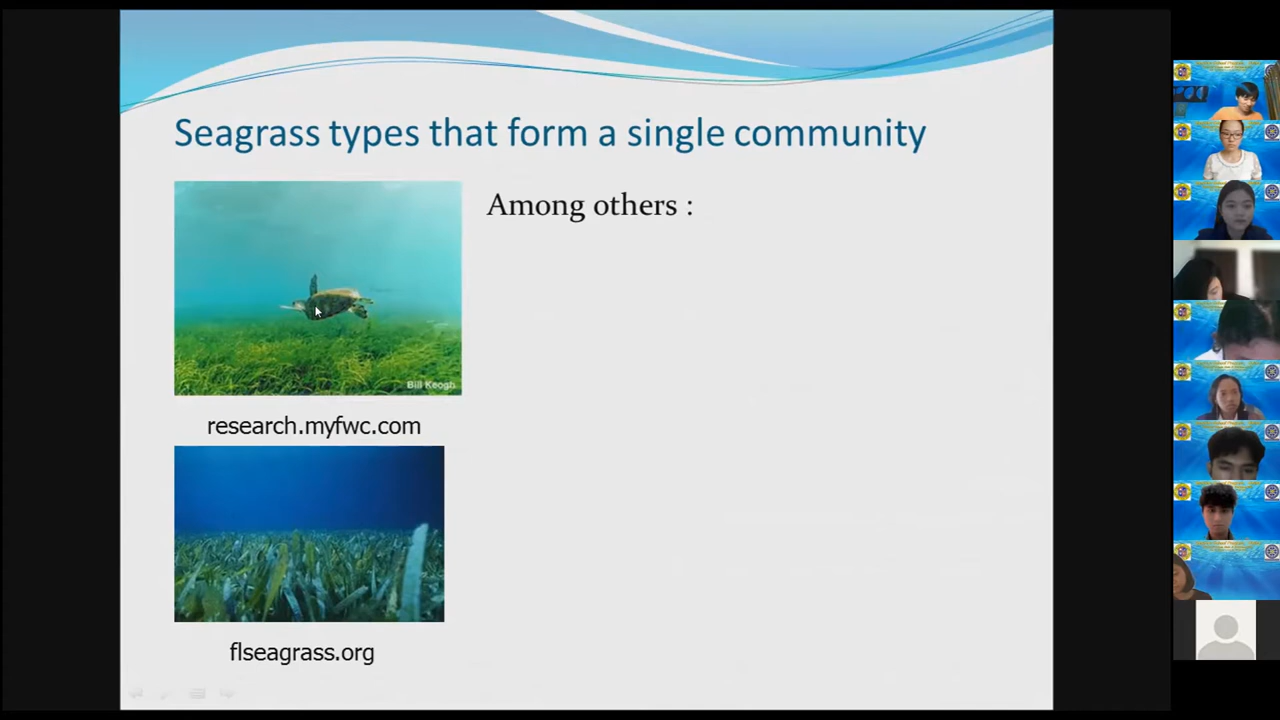 Seagrass types that form a single community
Among others :
Bill Keogh
research.myfwc.com
flseagrass.org